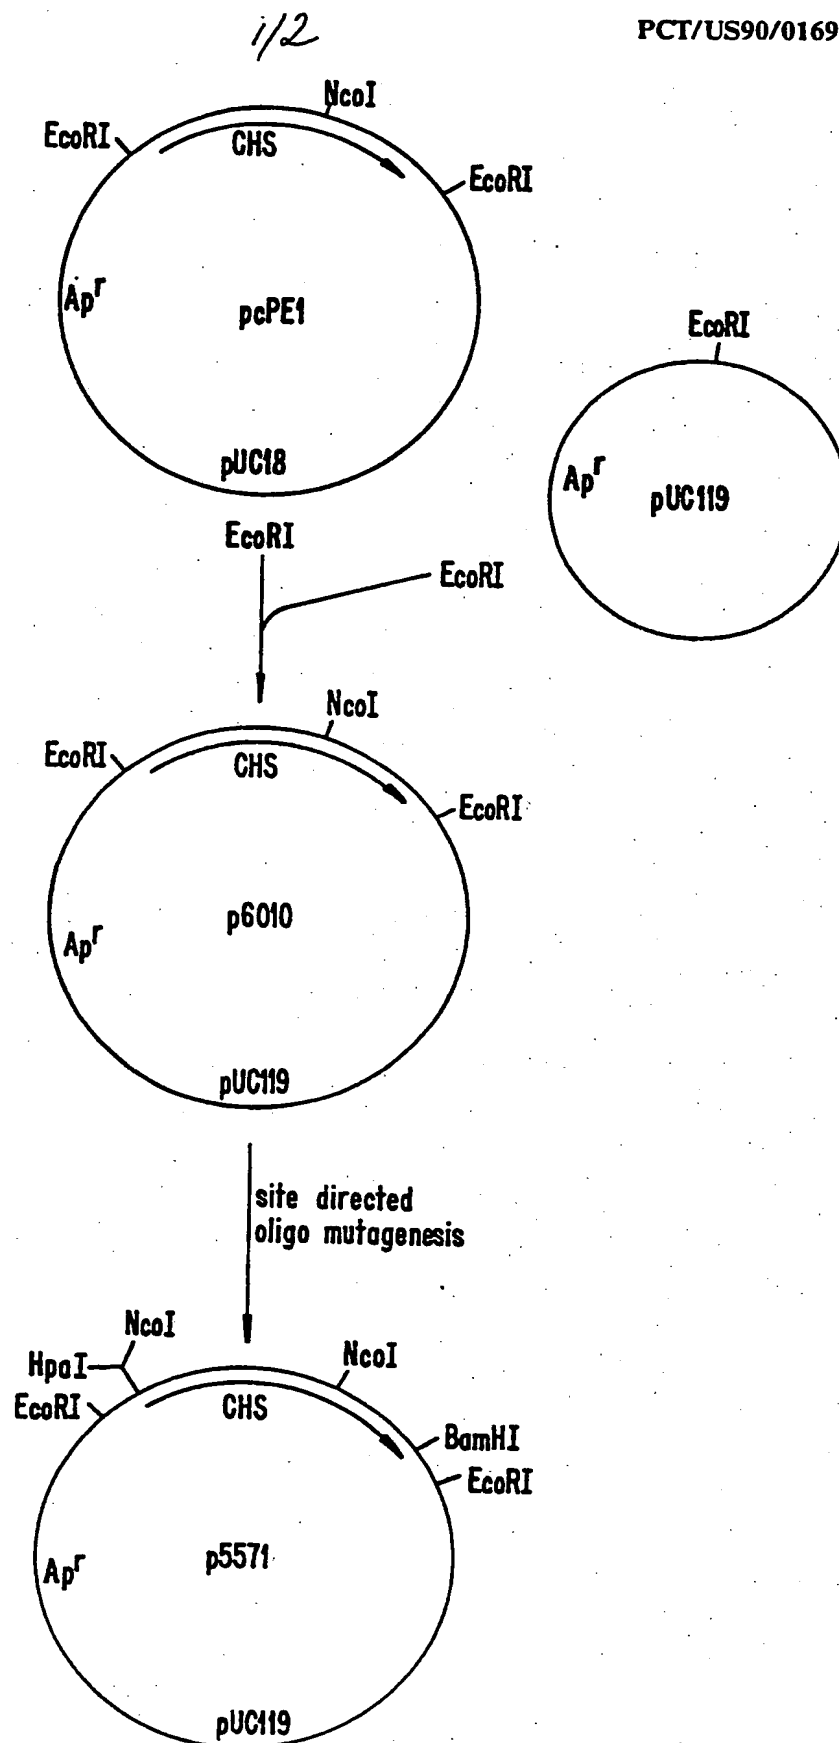 1/2
PCT/US90/0169
NcoI
EcoRI
CHS
EcoRI
Apr
pcPE1
pUC18
EcoRI
Apr
pUC119
EcoRI
EcoRI
NcoI
EcoRI
CHS
EcoRI
p6010
Apr
pUC119
site directed
oligo mutagenesis
NcoI
HpaI
NcoI
EcoRI
CHS
BamHI
EcoRI
p5571
Apr
pUC119